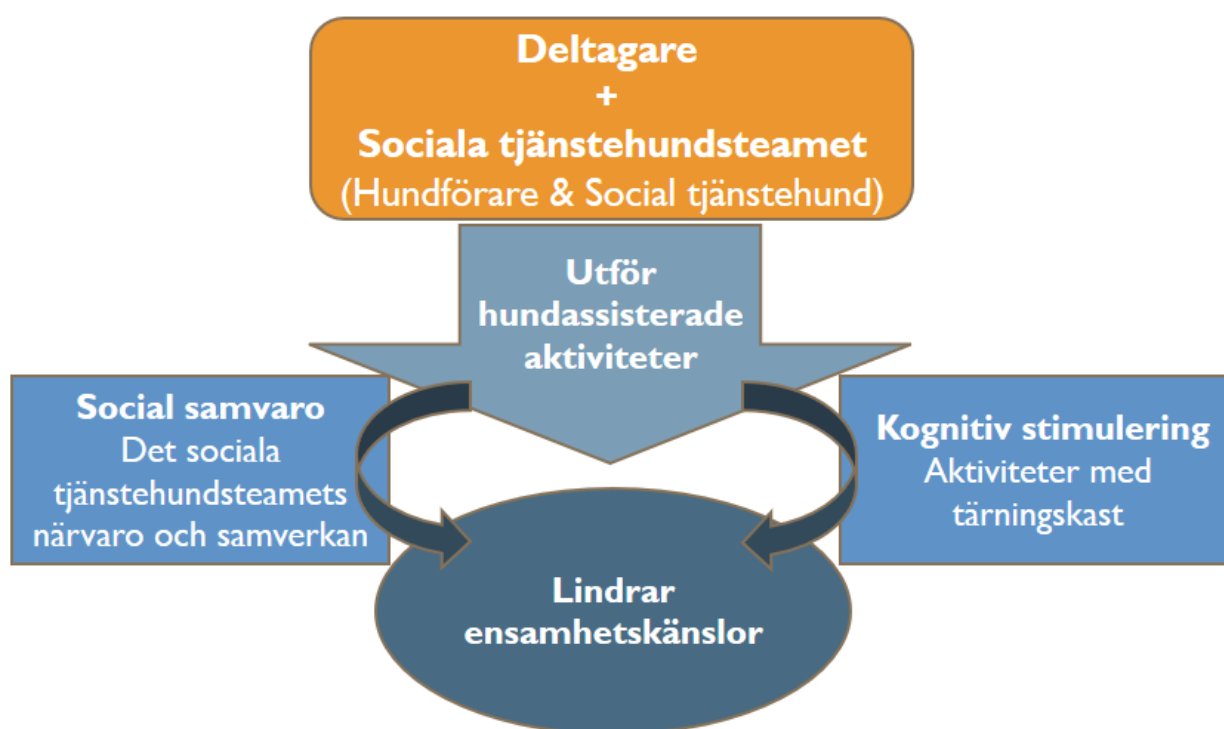 Deltagare
+
Sociala tjänstehundsteamet
(Hundförare & Social tjänstehund)
Utför
hundassisterade
aktiviteter
Social samvaro
Det sociala
tjänstehundsteamets
närvaro och samverkan
Kognitiv stimulering
Aktiviteter med
tärningskast
Lindrar
ensamhetskänslor